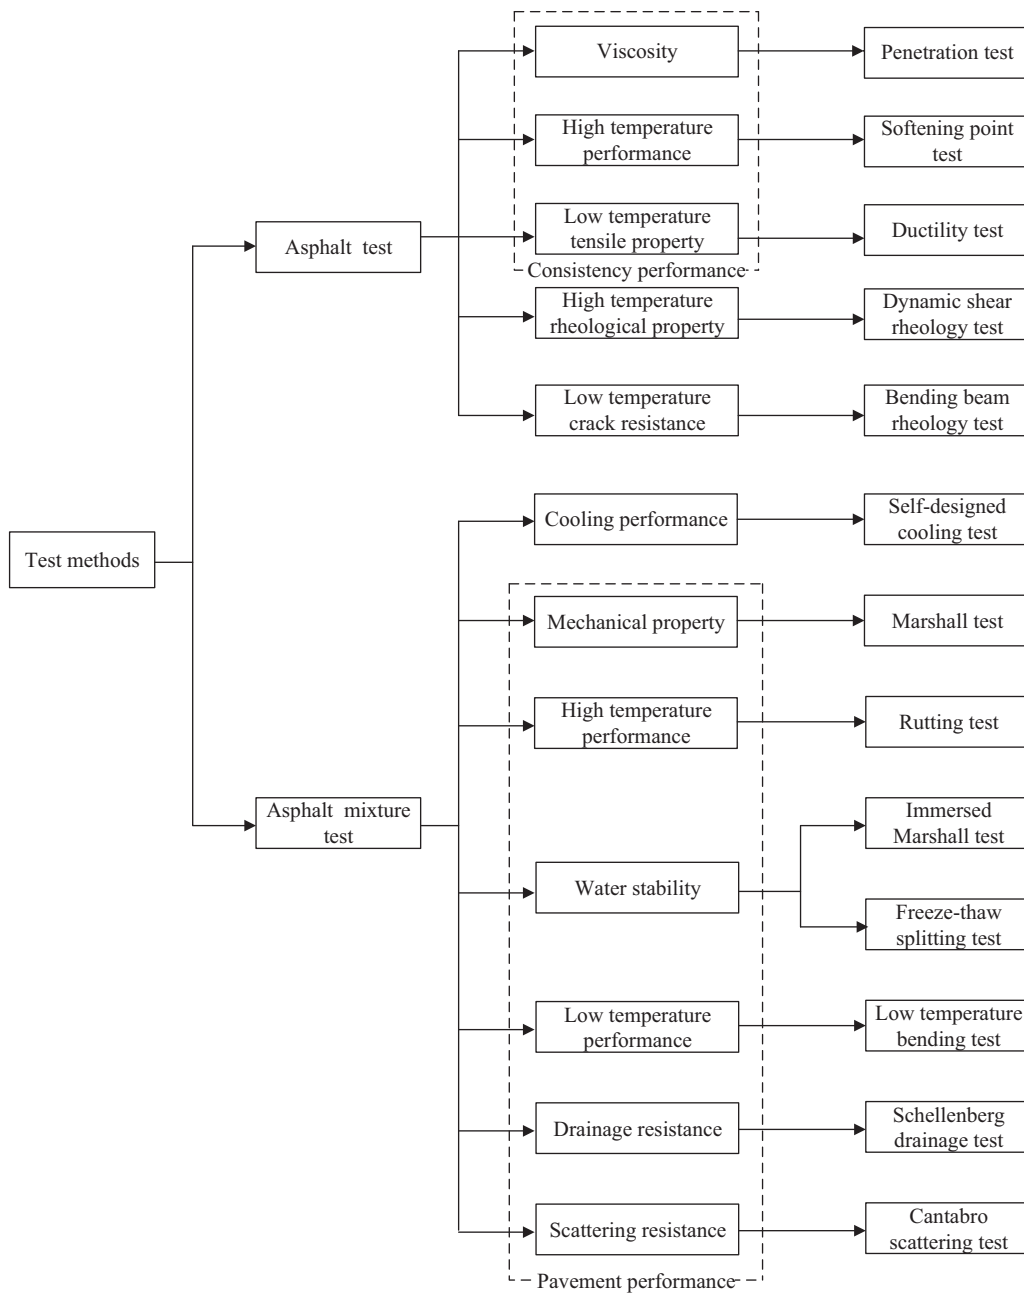 Viscosity
Penetration test
High temperature
performance
Softening point
test
Low temperature
tensile property
Ductility test
Asphalt test
Consistency performance
High temperature
rheological property
Dynamic shear
rheology test
Low temperature
crack resistance
Bending beam
rheology test
Cooling performance
Self-designed
cooling test
Test methods
Mechanical property
Marshall test
High temperature
performance
Rutting test
Asphalt mixture
test
Immersed
Marshall test
Water stability
Freeze-thaw
splitting test
Low temperature
performance
Low temperature
bending test
Drainage resistance
Schellenberg
drainage test
Scattering resistance
Cantabro
scattering test
Pavement performance